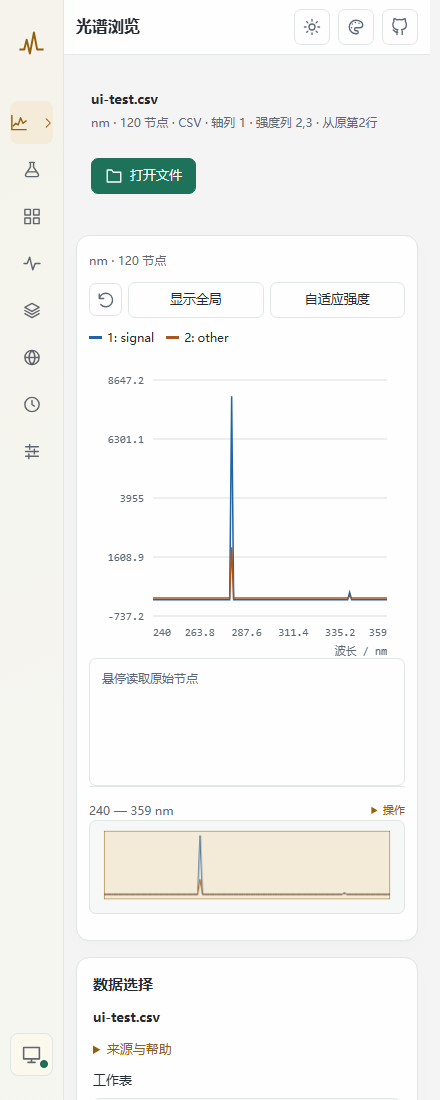 光谱浏览
ui-test.csv
nm · 120 节点 · CSV · 轴列 1 · 强度列 2,3 · 从原第2行
打开文件
nm · 120 节点
显示全局
自适应强度
1: signal
2: other
8647.2
6301.1
3955
1608.9
-737.2
240 263.8 287.6 311.4 335.2 359
波长 / nm
悬停读取原始节点
240 — 359 nm
操作
数据选择
ui-test.csv
来源与帮助
工作表